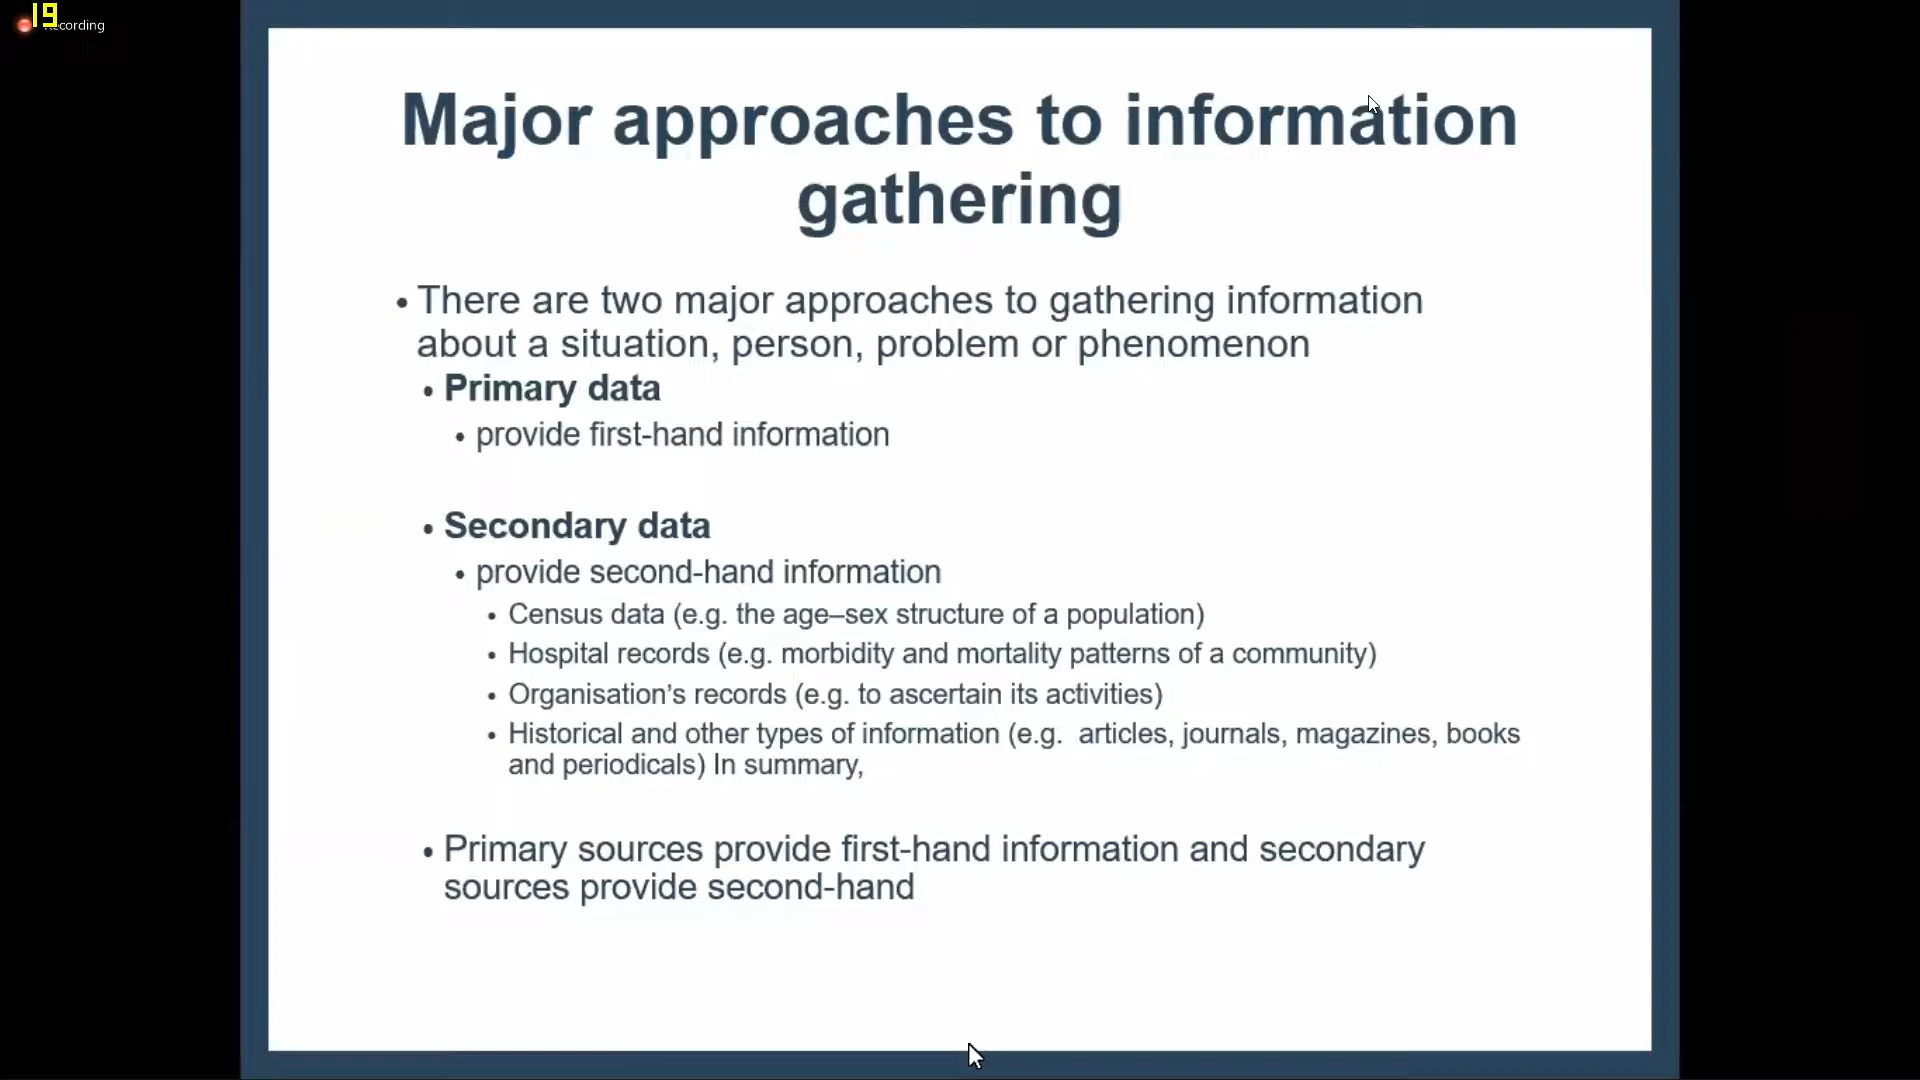 19
Recording
Major approaches to information
gathering
• There are two major approaches to gathering information
about a situation, person, problem or phenomenon
• Primary data
• provide first-hand information
• Secondary data
• provide second-hand information
• Census data (e.g. the age–sex structure of a population)
• Hospital records (e.g. morbidity and mortality patterns of a community)
• Organisation’s records (e.g. to ascertain its activities)
• Historical and other types of information (e.g.  articles, journals, magazines, books
and periodicals) In summary,
• Primary sources provide first-hand information and secondary
sources provide second-hand